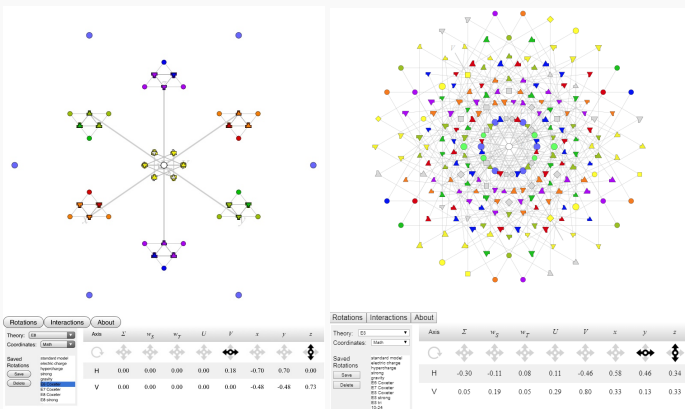 Rotations Interactions About
Theory: E8
Coordinates: Math
Saved
Rotations
Save
Delete
standard model
electric charge
hypercharge
strong
gravity
E7 Coxeter
E8 Coxeter
E8 strong
Axis Σ w_S w_T U V x y z
H 0.00 0.00 0.00 0.00 0.18 -0.70 0.70 0.00
V 0.00 0.00 0.00 0.00 0.00 -0.48 -0.48 0.73
Rotations Interactions About
Theory: E8
Coordinates: Math
Saved
Rotations
Save
Delete
standard model
electric charge
hypercharge
strong
gravity
E6 Coxeter
E7 Coxeter
E8 Coxeter
E8 strong
Axis Σ w_S w_T U V x y z
H -0.30 -0.11 0.08 0.11 -0.46 0.58 0.46 0.34
V 0.05 0.19 0.05 0.29 0.80 0.33 0.13 0.33